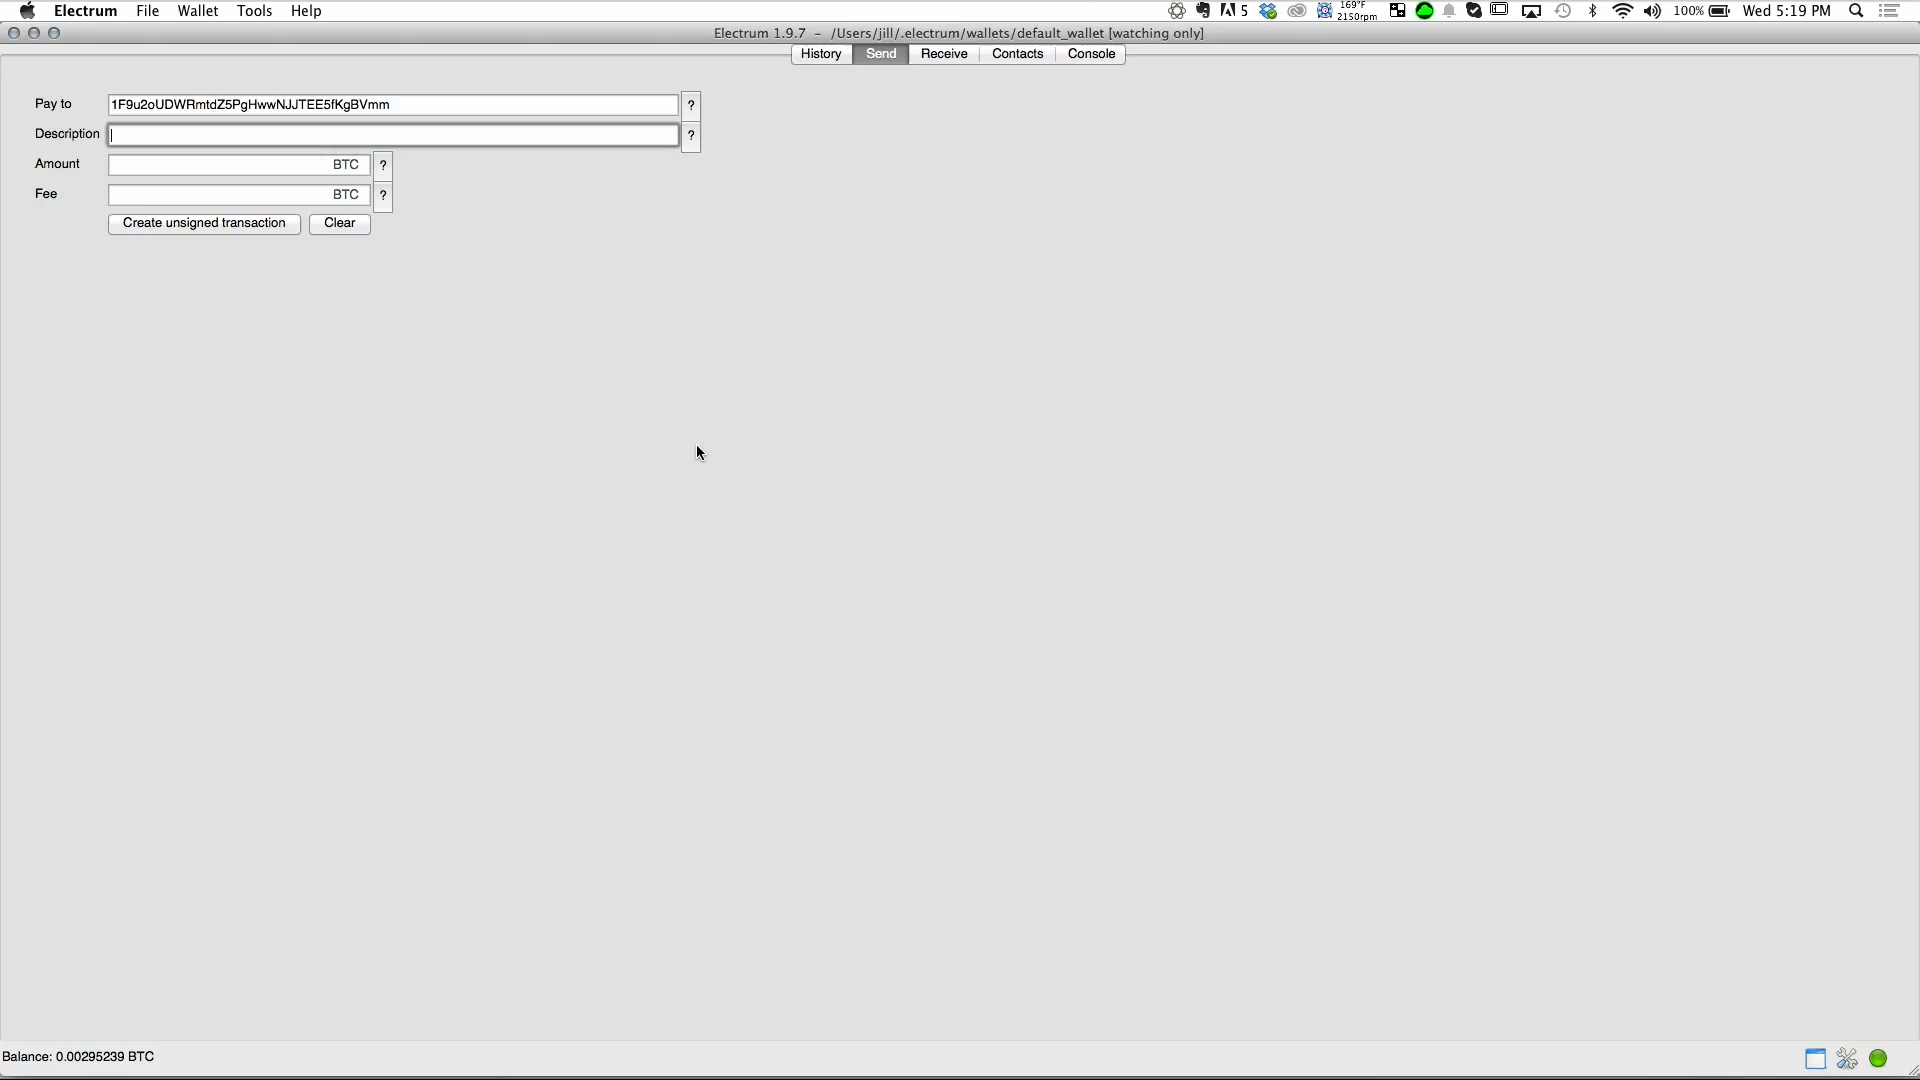 Electrum File Wallet Tools Help 5 169°F 2150rpm 100% Wed 5:19 PM
Electrum 1.9.7 – /Users/jill/.electrum/wallets/default_wallet [watching only]
History Send Receive Contacts Console
Pay to 1F9u2oUDWRmtdZ5PgHwwNJJTEE5fKgBVmm ?
Description ?
Amount BTC ?
Fee BTC ?
Create unsigned transaction Clear
Balance: 0.00295239 BTC